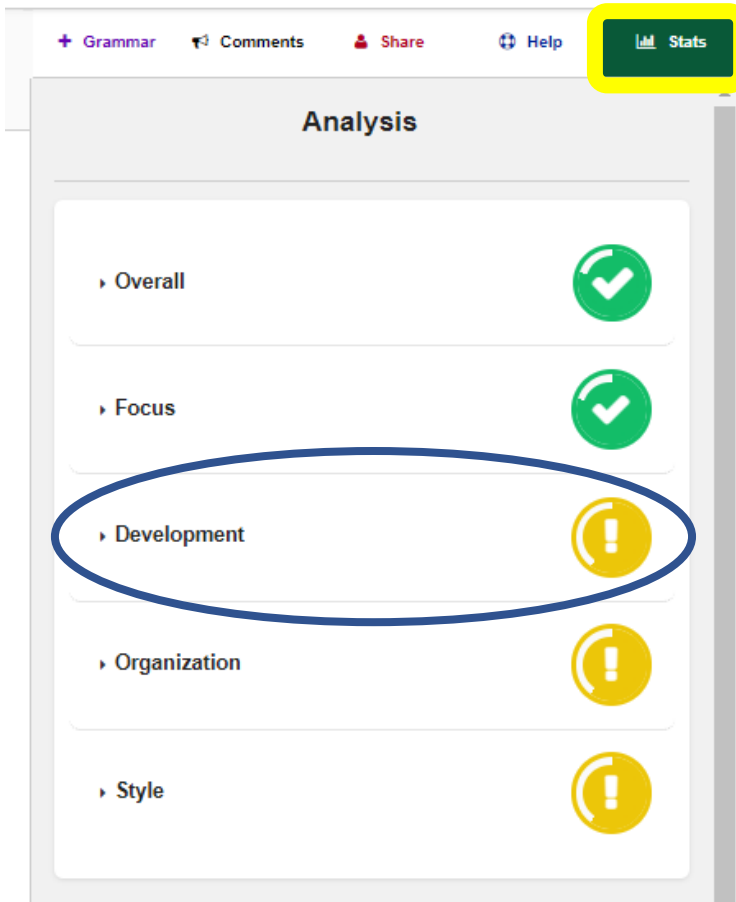 + Grammar Comments Share Help Stats
Analysis
Overall
Focus
Development
Organization
Style